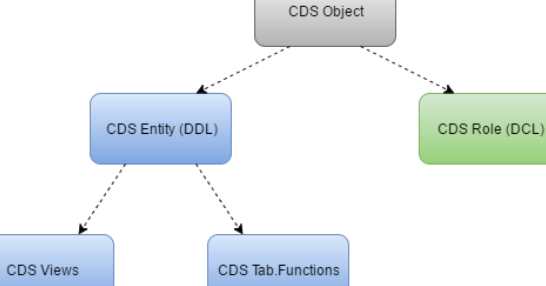 CDS Object
CDS Entity (DDL)
CDS Role (DCL)
CDS Views
CDS Tab.Functions